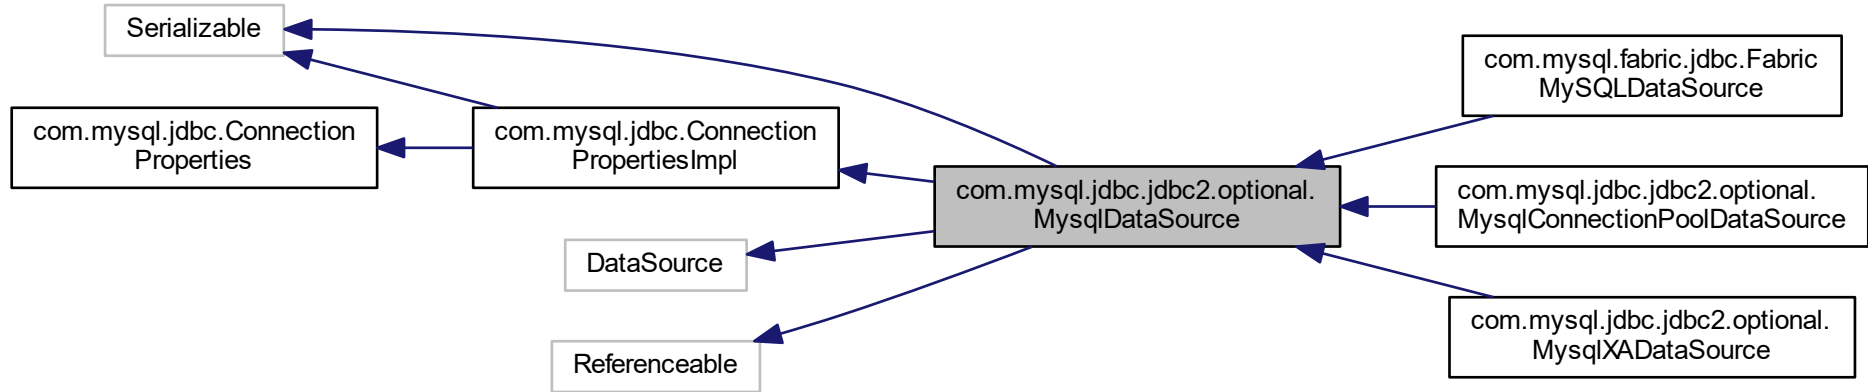 Serializable
com.mysql.jdbc.Connection
Properties
com.mysql.jdbc.Connection
PropertiesImpl
DataSource
Referenceable
com.mysql.jdbc.jdbc2.optional.
MysqlDataSource
com.mysql.fabric.jdbc.Fabric
MySQLDataSource
com.mysql.jdbc.jdbc2.optional.
MysqlConnectionPoolDataSource
com.mysql.jdbc.jdbc2.optional.
MysqlXADataSource